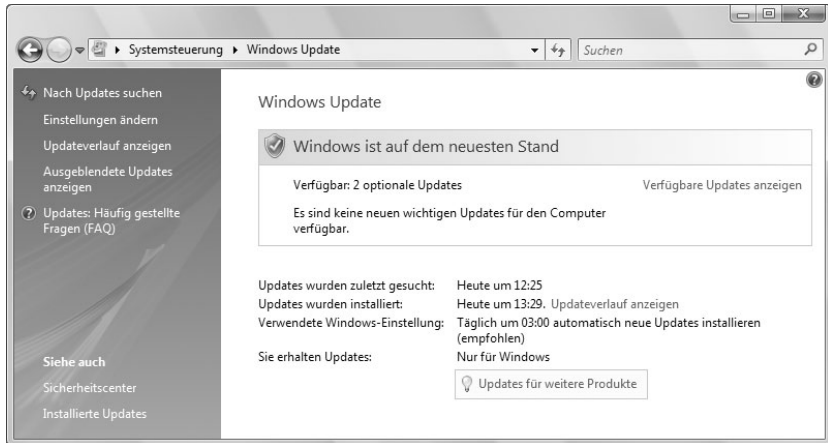 Systemsteuerung Windows Update
Suchen
Nach Updates suchen
Einstellungen ändern
Updateverlauf anzeigen
Ausgeblendete Updates
anzeigen
Updates: Häufig gestellte
Fragen (FAQ)
Siehe auch
Sicherheitscenter
Installierte Updates
Windows Update
Windows ist auf dem neuesten Stand
Verfügbar: 2 optionale Updates Verfügbare Updates anzeigen
Es sind keine neuen wichtigen Updates für den Computer
verfügbar.
Updates wurden zuletzt gesucht: Heute um 12:25
Updates wurden installiert: Heute um 13:29. Updateverlauf anzeigen
Verwendete Windows-Einstellung: Täglich um 03:00 automatisch neue Updates installieren
(empfohlen)
Sie erhalten Updates: Nur für Windows
Updates für weitere Produkte